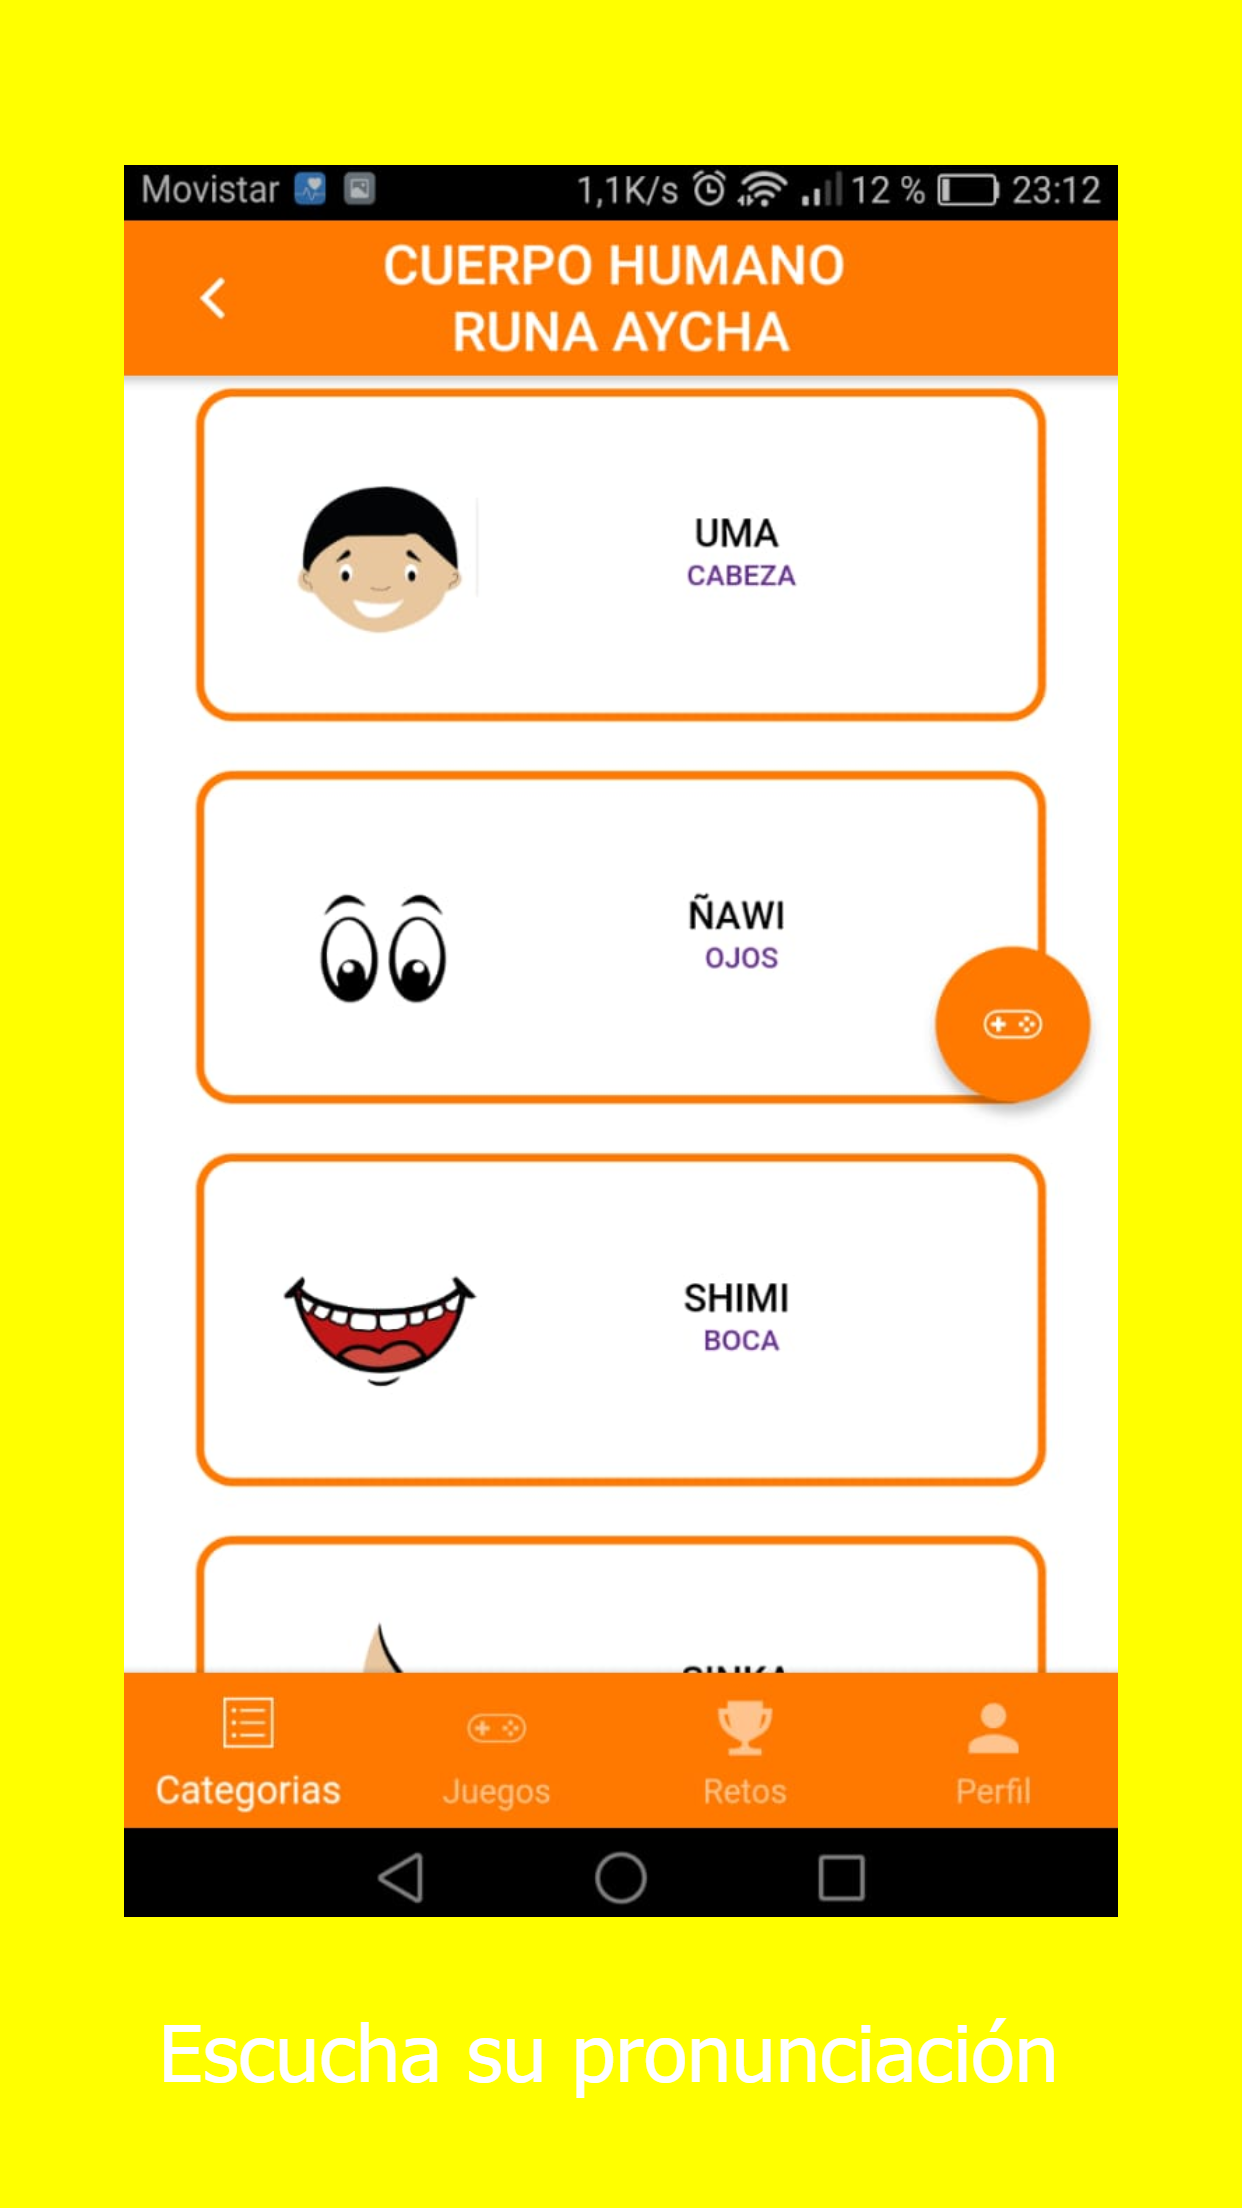 Movistar 1,1K/s 12 % 23:12
CUERPO HUMANO
RUNA AYCHA
UMA
CABEZA
ÑAWI
OJOS
SHIMI
BOCA
Categorias Juegos Retos Perfil
Escucha su pronunciación